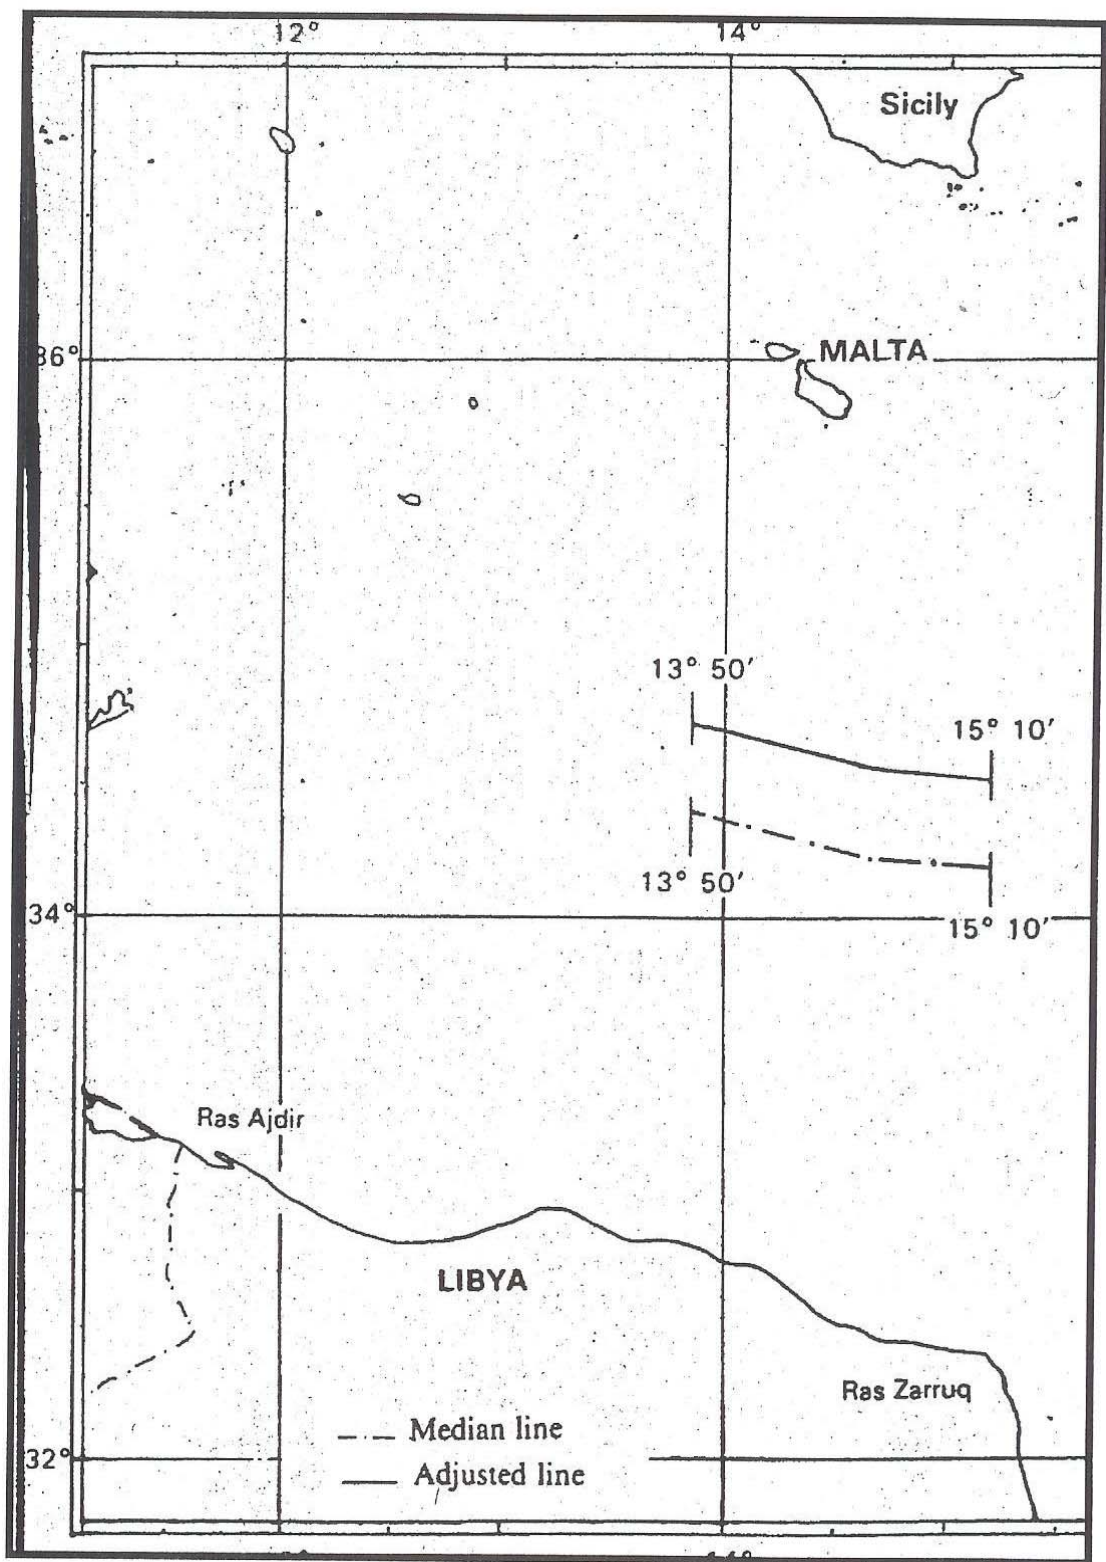 12° 14°
Sicily
36°
MALTA
13° 50'
15° 10'
13° 50'
34°
15° 10'
Ras Ajdir
LIBYA
Ras Zarruq
Median line
32°
Adjusted line